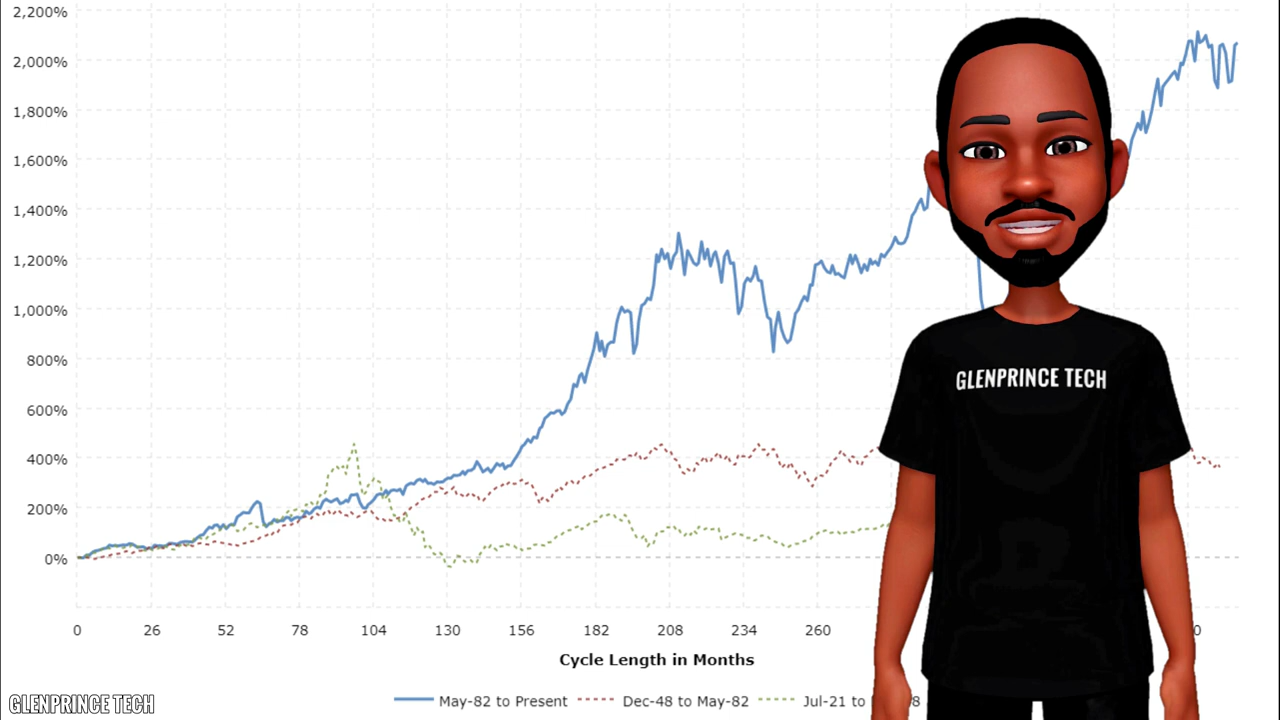 2,200%
2,000%
1,800%
1,600%
1,400%
1,200%
1,000%
800%
600%
400%
200%
0%
0 26 52 78 104 130 156 182 208 234 260
Cycle Length in Months
May-82 to Present Dec-48 to May-82 Jul-21 to
GLENPRINCE TECH
GLENPRINCE TECH